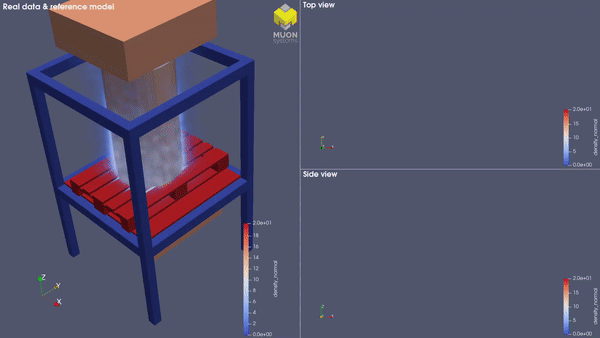 Real data & reference model
MUON
systems
Top view
2.0e+01
15
10
5
0.0e+00
density_normal
Side view
2.0e+01
15
10
5
0.0e+00
density_normal
2.0e+01
18
16
14
12
10
8
6
4
2
0.0e+00
density_normal
Z
Y
X